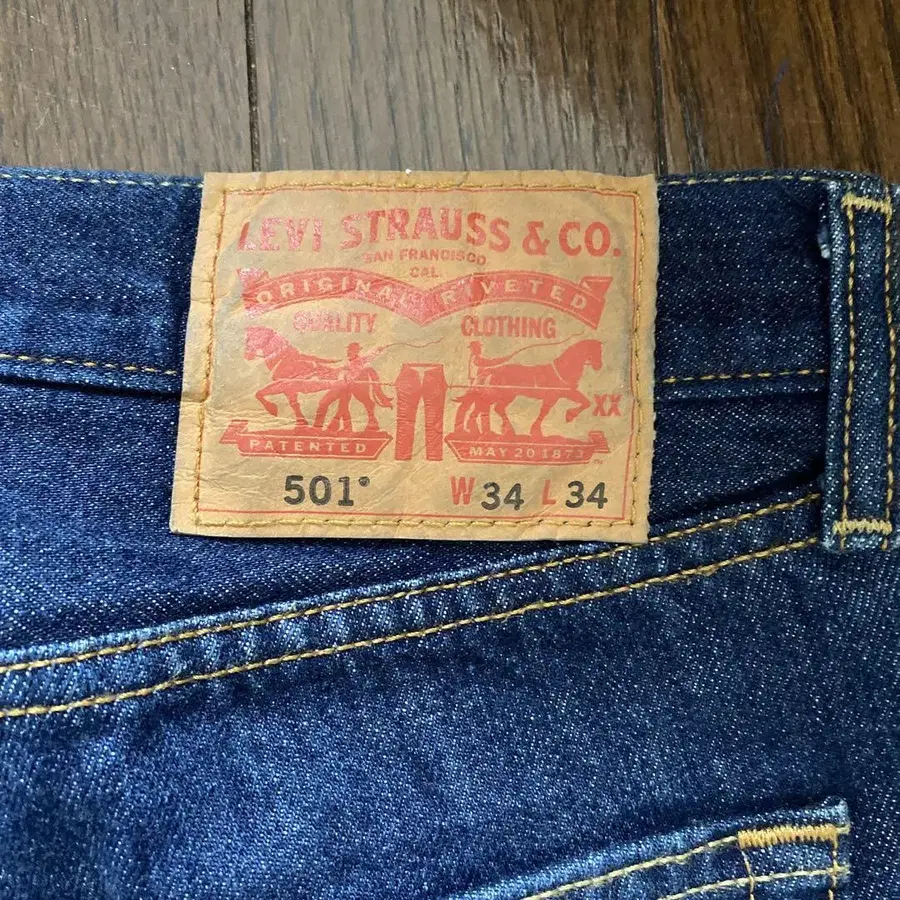 LEVI STRAUSS & CO.
SAN FRANCISCO
CAL.
ORIGINAL RIVETED
QUALITY CLOTHING
XX
PATENTED MAY 20 1873
501® W 34 L 34